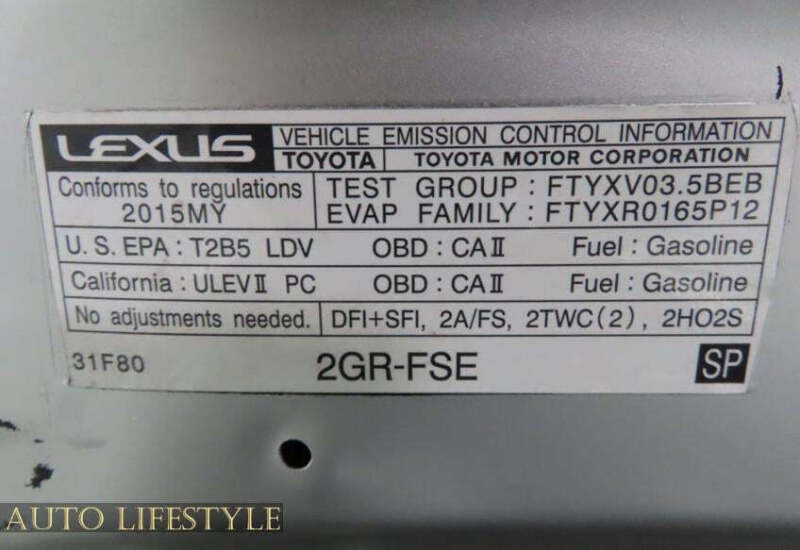 LEXUS VEHICLE EMISSION CONTROL INFORMATION
TOYOTA TOYOTA MOTOR CORPORATION
Conforms to regulations
2015MY
TEST GROUP : FTYXV03.5BEB
EVAP FAMILY : FTYXR0165P12
U.S. EPA : T2B5 LDV OBD : CAⅡ Fuel : Gasoline
California : ULEVⅡ PC OBD : CAⅡ Fuel : Gasoline
No adjustments needed. DFI+SFI, 2A/FS, 2TWC(2), 2HO2S
31F80 2GR-FSE SP
AUTO LIFESTYLE